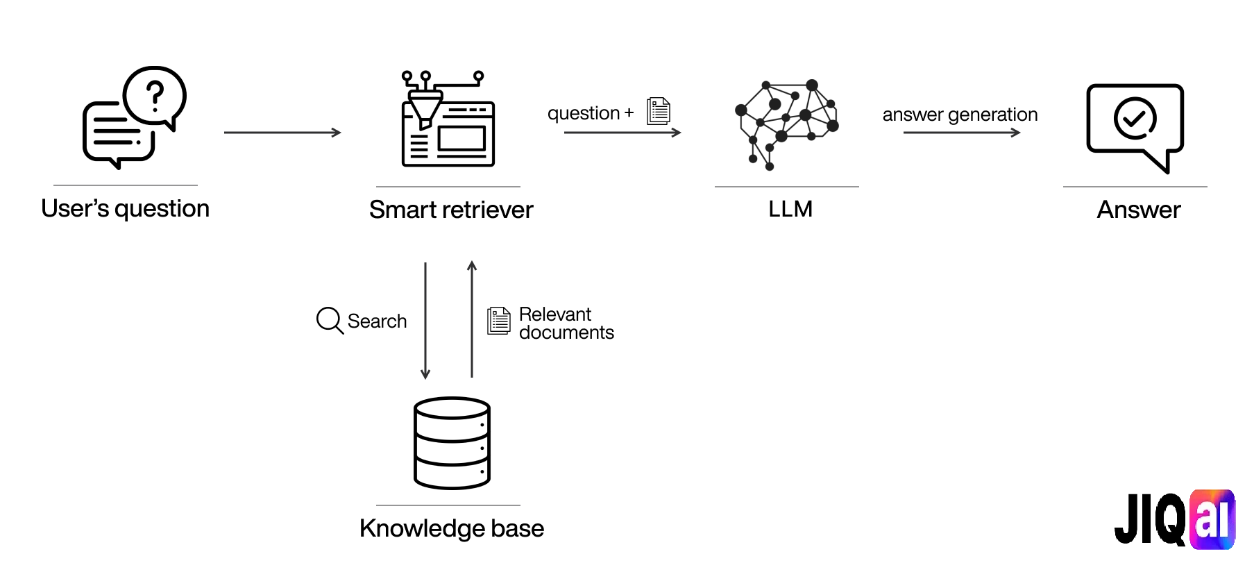 question +
answer generation
User's question
Smart retriever
LLM
Answer
Search
Relevant
documents
Knowledge base
JIQ ai
?